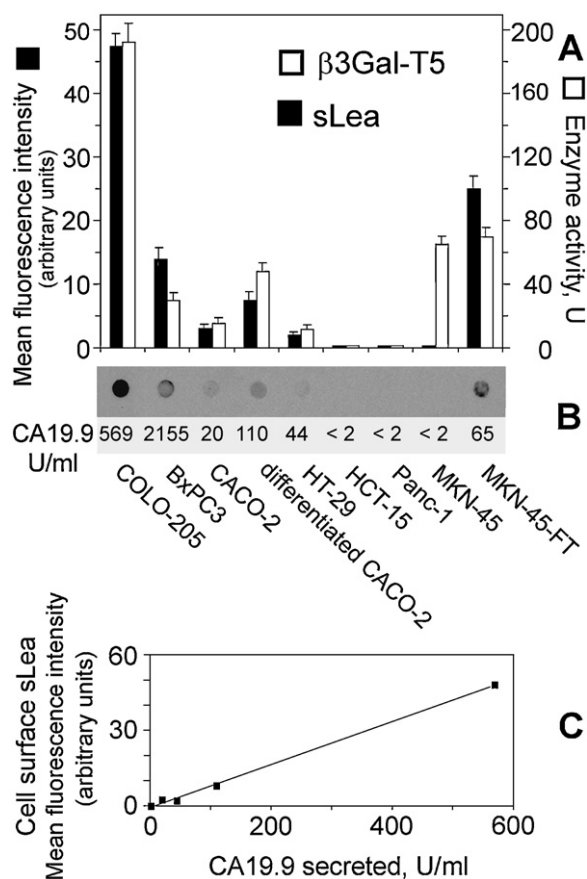 Mean fluorescence intensity
(arbitrary units)
50
40
30
20
10
0
β3Gal-T5
sLea
200
160
120
80
40
0
A
Enzyme activity, U
B
CA19.9
U/ml
569 2155 20 110 44 < 2 < 2 < 2 65
COLO-205
BxPC3
CACO-2
differentiated CACO-2
HT-29
HCT-15
Panc-1
MKN-45
MKN-45-FT
Cell surface sLea
Mean fluorescence intensity
(arbitrary units)
60
30
0
0 200 400 600
C
CA19.9 secreted, U/ml